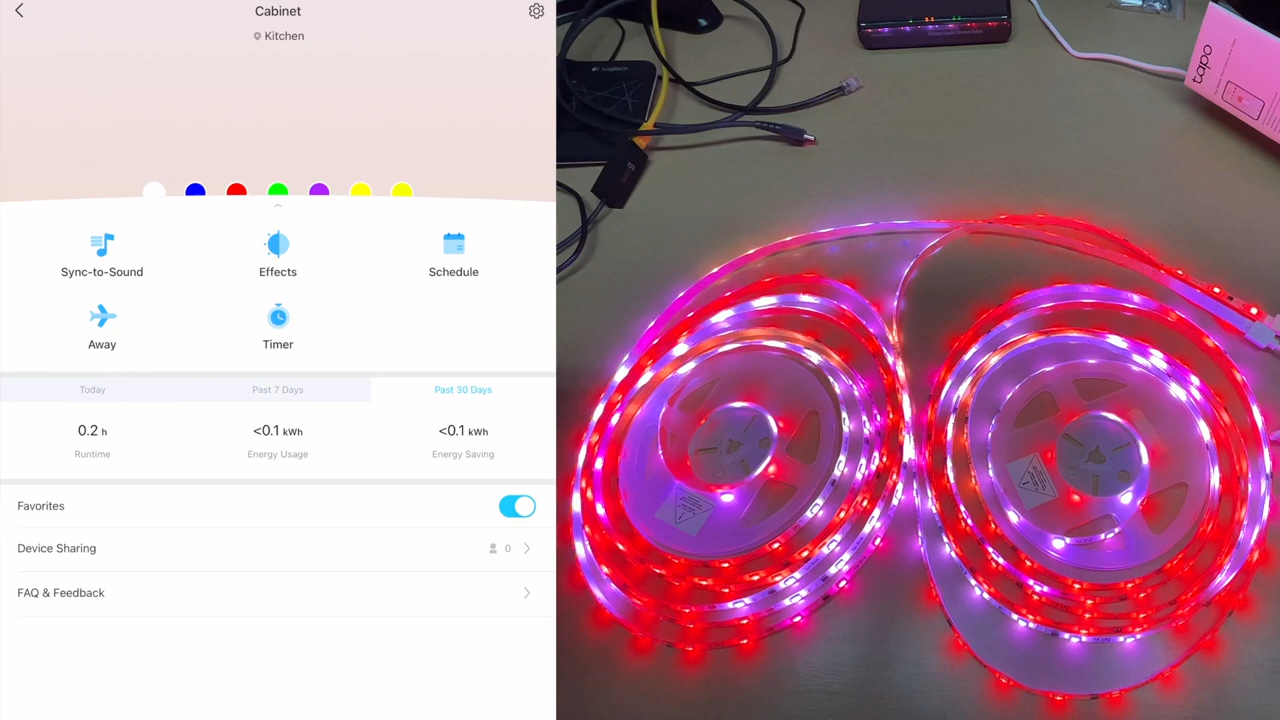 Cabinet
Kitchen
Sync-to-Sound
Effects
Schedule
Away
Timer
Today
Past 7 Days
Past 30 Days
0.2 h
<0.1 kWh
<0.1 kWh
Runtime
Energy Usage
Energy Saving
Favorites
Device Sharing
0
FAQ & Feedback
Logitech
tapo